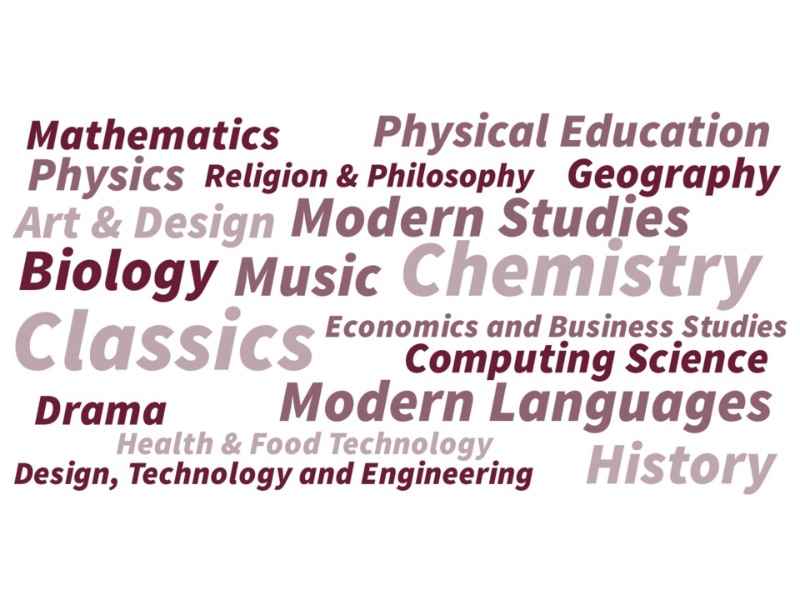 Mathematics
Physical Education
Physics
Religion & Philosophy
Geography
Art & Design
Modern Studies
Biology
Music
Chemistry
Classics
Economics and Business Studies
Computing Science
Drama
Modern Languages
Health & Food Technology
History
Design, Technology and Engineering